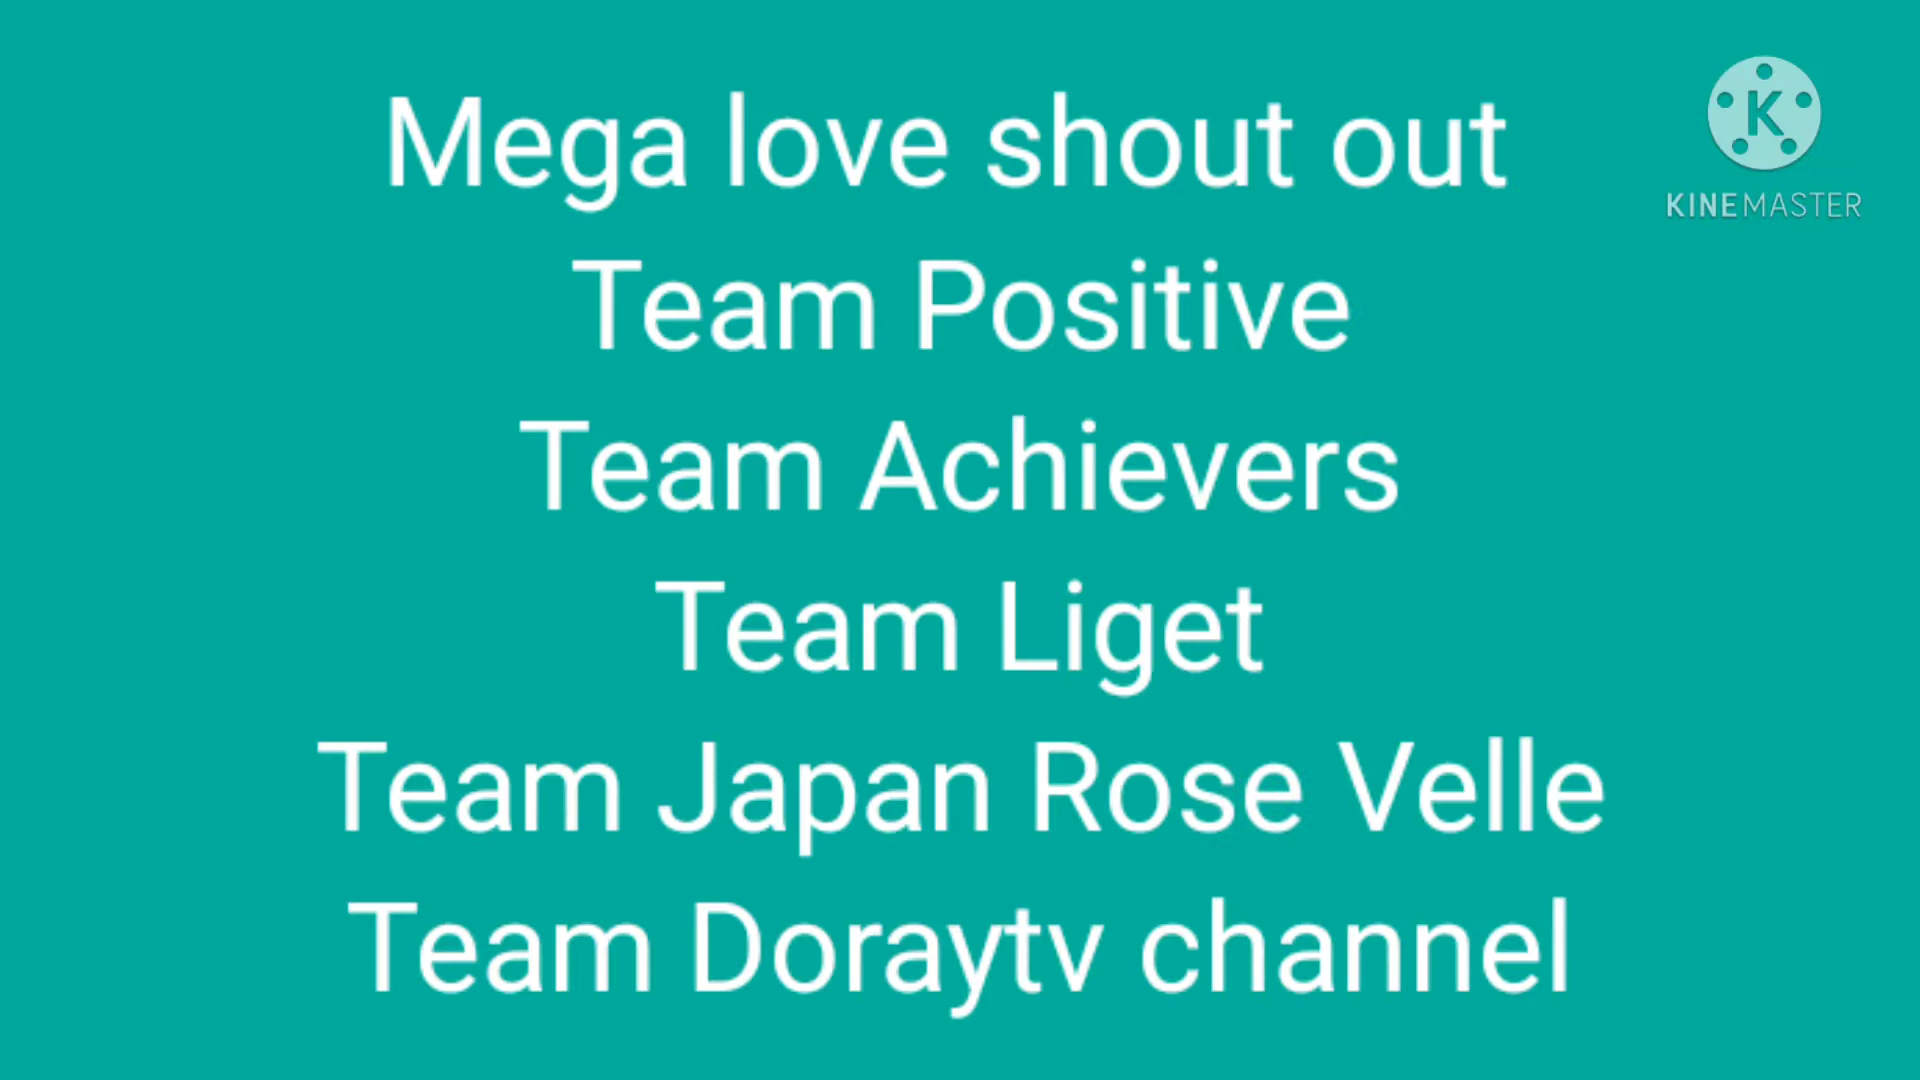 Mega love shout out
Team Positive
Team Achievers
Team Liget
Team Japan Rose Velle
Team Doraytv channel
K
KINEMASTER